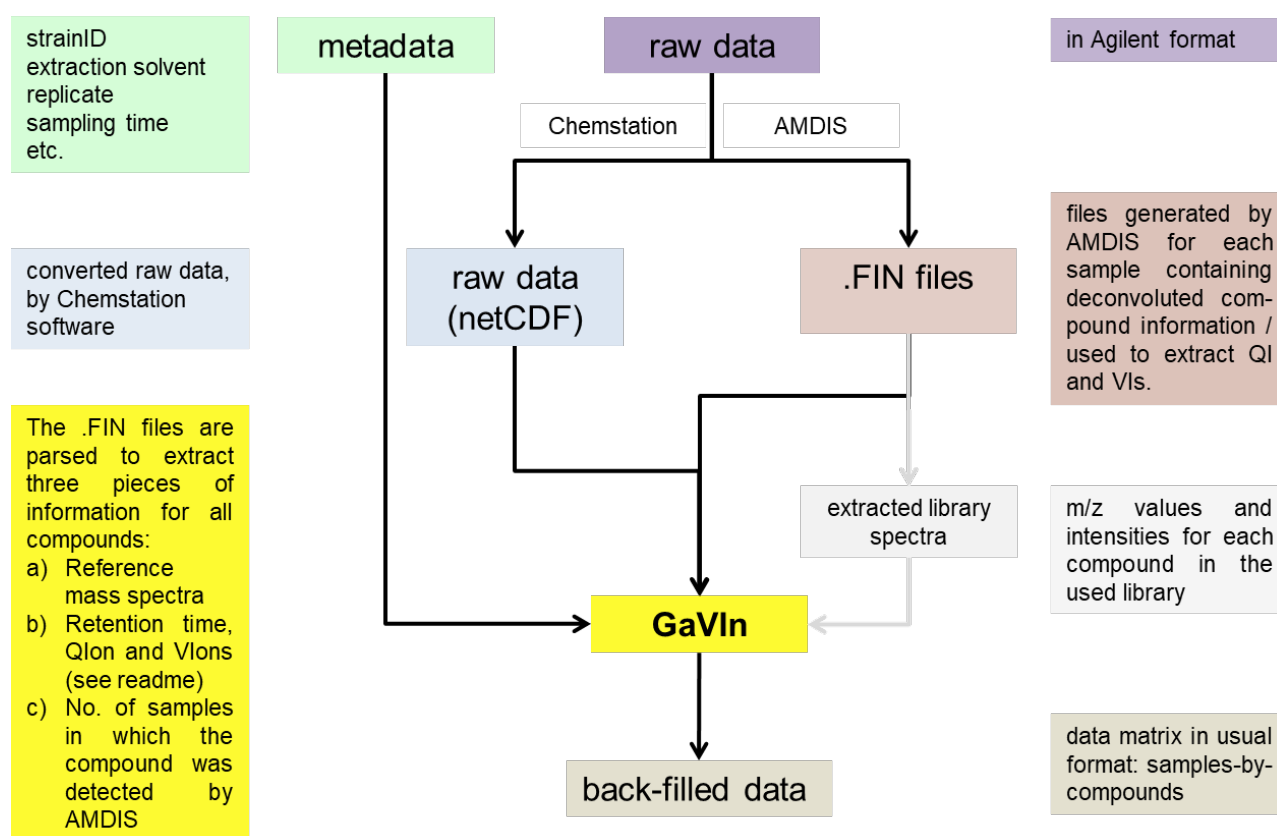 strainID
extraction solvent
replicate
sampling time
etc.
metadata
raw data
in Agilent format
Chemstation
AMDIS
converted raw data,
by Chemstation
software
raw data
(netCDF)
.FIN files
files generated by
AMDIS for each
sample containing
deconvoluted com-
pound information /
used to extract QI
and VIs.
The .FIN files are
parsed to extract
three pieces of
information for all
compounds:
a) Reference
mass spectra
b) Retention time,
QIon and VIons
(see readme)
c) No. of samples
in which the
compound was
detected by
AMDIS
extracted library
spectra
m/z values and
intensities for each
compound in the
used library
GaVIn
back-filled data
data matrix in usual
format: samples-by-
compounds